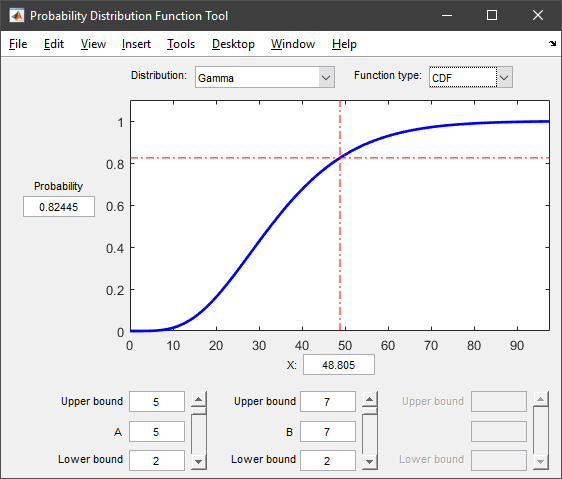 Probability Distribution Function Tool
File Edit View Insert Tools Desktop Window Help
Distribution: Gamma Function type: CDF
1
0.8
0.6
0.4
0.2
0
Probability
0.82445
0 10 20 30 40 50 60 70 80 90
X: 48.805
Upper bound 5 Upper bound 7 Upper bound
A 5 B 7
Lower bound 2 Lower bound 2 Lower bound